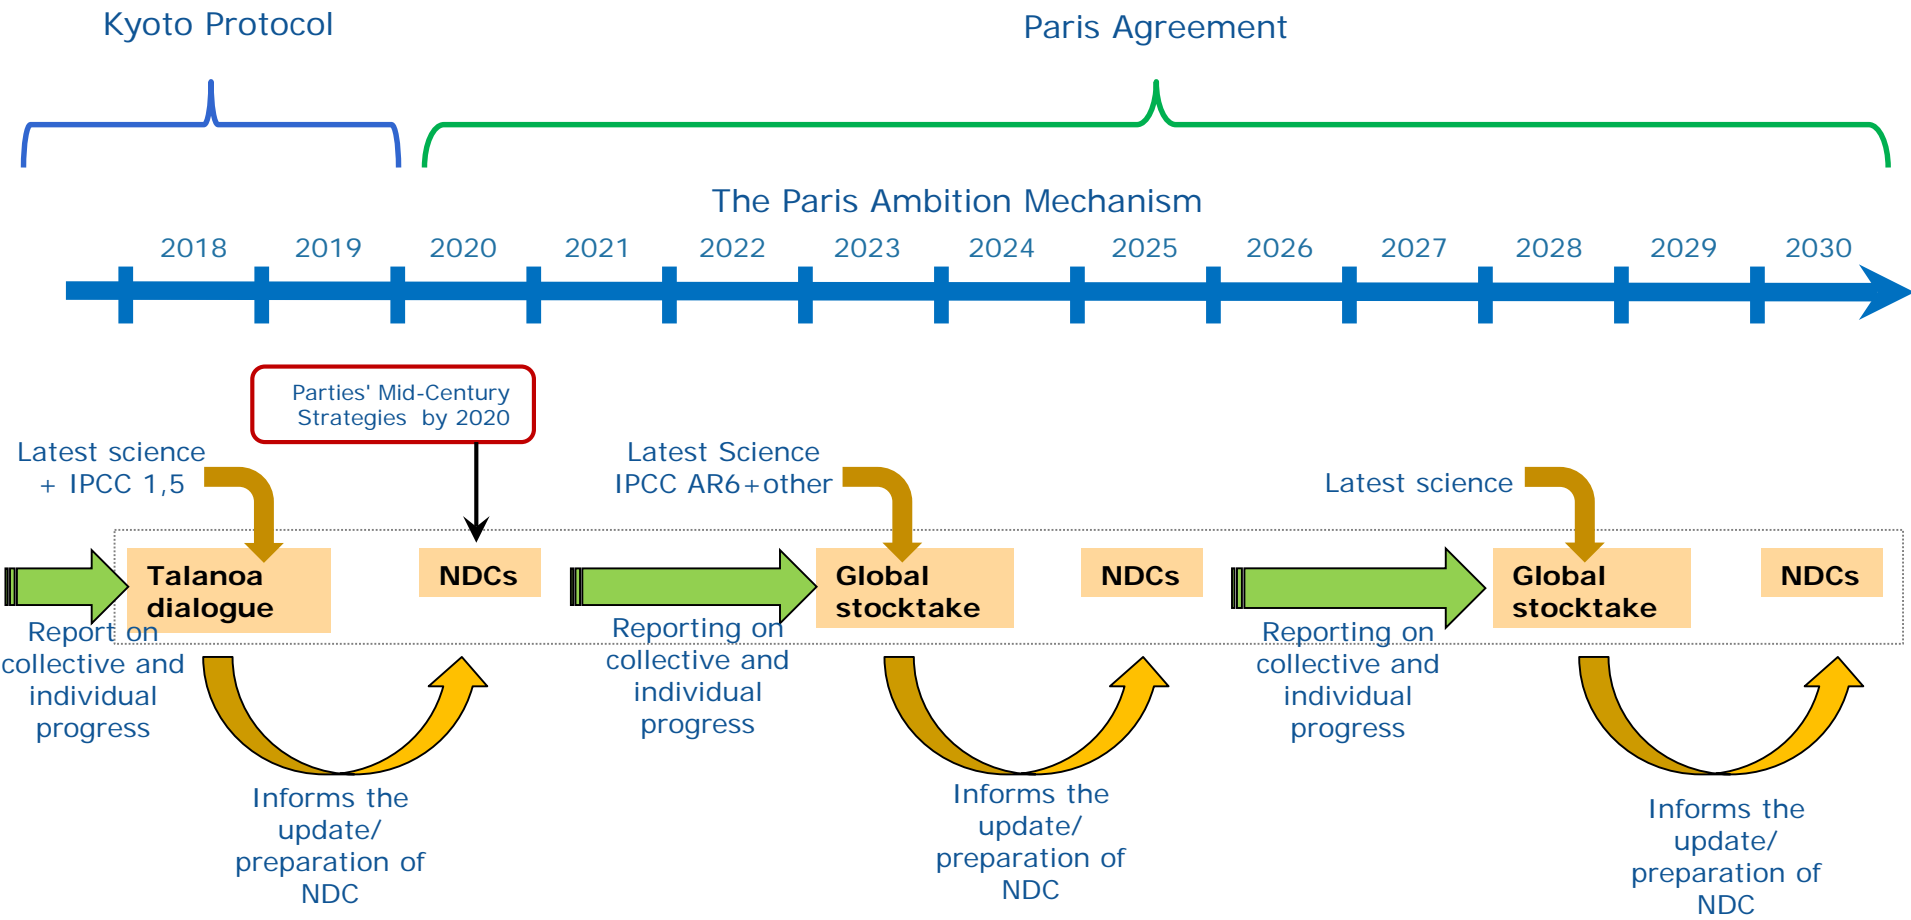 Kyoto Protocol
Paris Agreement
The Paris Ambition Mechanism
2018 2019 2020 2021 2022 2023 2024 2025 2026 2027 2028 2029 2030
Parties' Mid-Century
Strategies by 2020
Latest science
+ IPCC 1,5
Latest Science
IPCC AR6+other
Latest science
Talanoa
dialogue
NDCs
Global
stocktake
NDCs
Global
stocktake
NDCs
Report on
collective and
individual
progress
Reporting on
collective and
individual
progress
Reporting on
collective and
individual
progress
Informs the
update/
preparation of
NDC
Informs the
update/
preparation of
NDC
Informs the
update/
preparation of
NDC